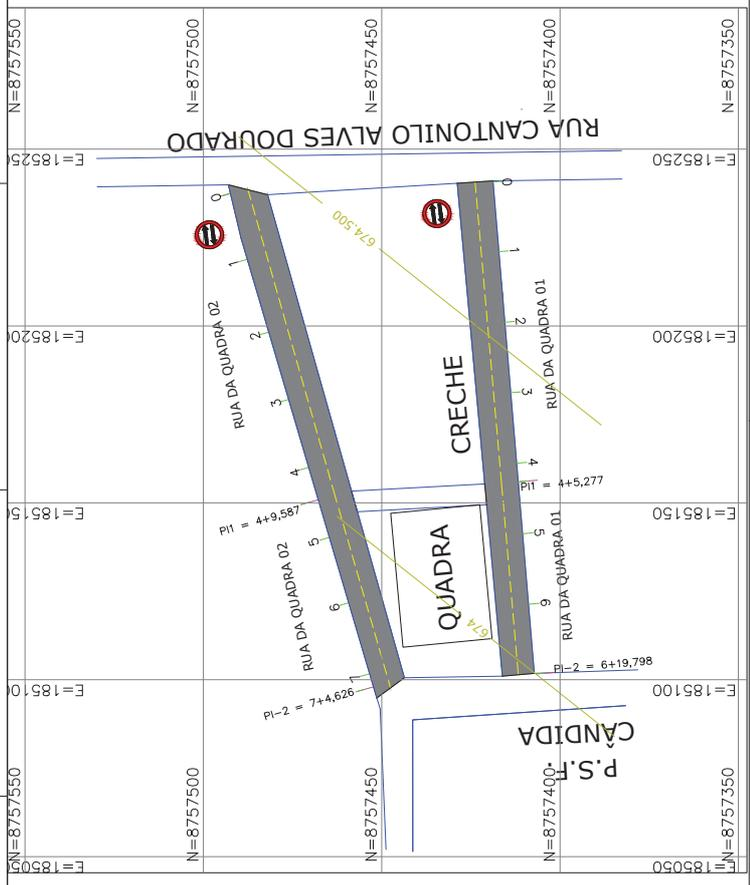 N=8757550
N=8757500
N=8757450
N=8757400
N=8757350
RUA CANTONILO ALVES DOURADO
E=185250
E=185250
0
0
674.500
1
1
RUA DA QUADRA 02
RUA DA QUADRA 01
2
2
E=185200
E=185200
3
3
CRECHE
4
4
PI1 = 4+9,587
PI1 = 4+5,277
E=185150
E=185150
5
5
RUA DA QUADRA 02
QUADRA
RUA DA QUADRA 01
6
6
674
7
PI-2 = 7+4,626
PI-2 = 6+19,798
E=185100
E=185100
P.S.F.
CÂNDIDA
N=8757550
N=8757500
N=8757450
N=8757400
N=8757350
E=185050
E=185050